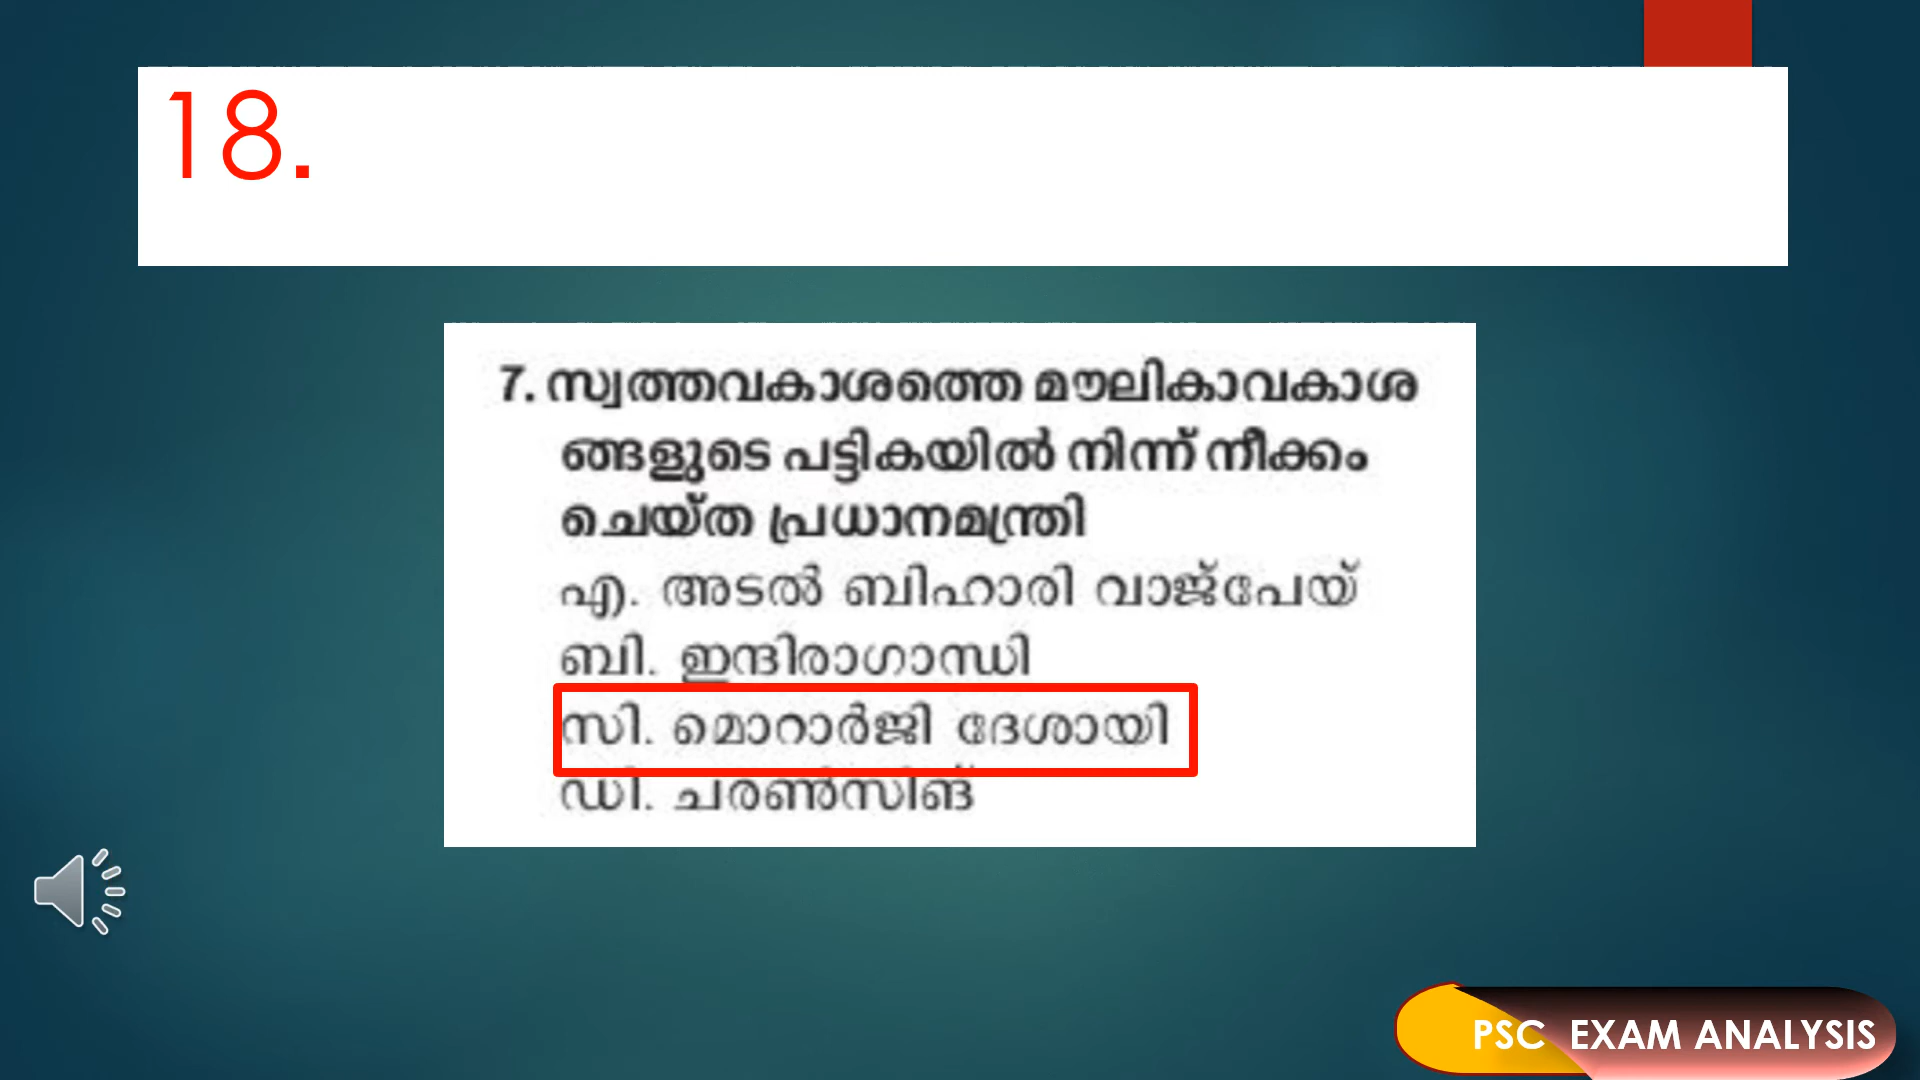 18.
7. സ്വത്തവകാശത്തെ മൗലികാവകാശ
ങ്ങളുടെ പട്ടികയിൽ നിന്ന് നീക്കം
ചെയ്ത പ്രധാനമന്ത്രി
എ. അടൽ ബിഹാരി വാജ്പേയ്
ബി. ഇന്ദിരാഗാന്ധി
സി. മൊറാർജി ദേശായി
ഡി. ചരൺസിങ്
PSC EXAM ANALYSIS